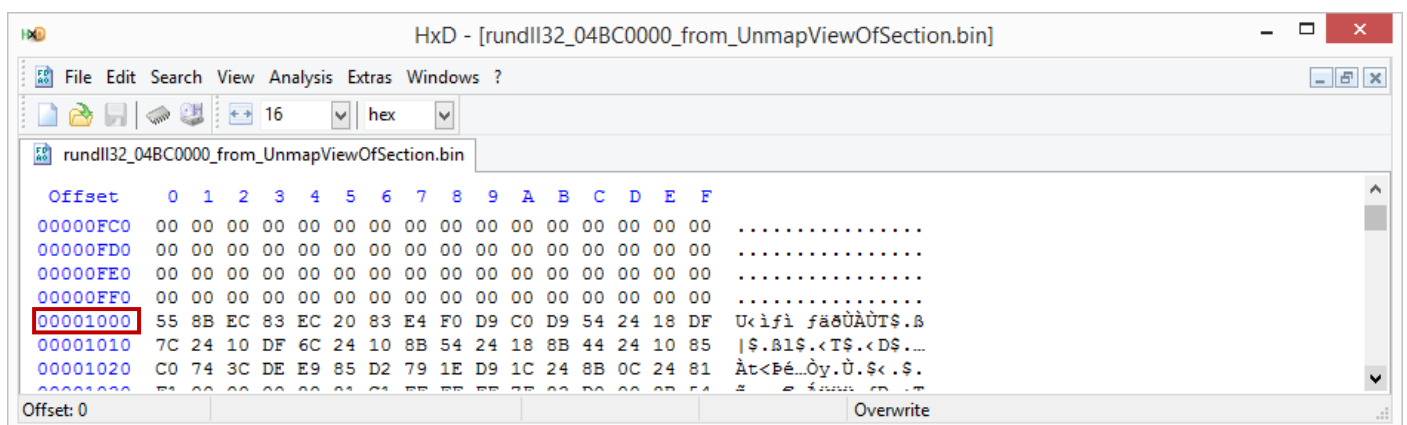 HxD - [rundll32_04BC0000_from_UnmapViewOfSection.bin]
File Edit Search View Analysis Extras Windows ?
16 hex
rundll32_04BC0000_from_UnmapViewOfSection.bin
Offset 0 1 2 3 4 5 6 7 8 9 A B C D E F
00000FC0 00 00 00 00 00 00 00 00 00 00 00 00 00 00 00 00 ................
00000FD0 00 00 00 00 00 00 00 00 00 00 00 00 00 00 00 00 ................
00000FE0 00 00 00 00 00 00 00 00 00 00 00 00 00 00 00 00 ................
00000FF0 00 00 00 00 00 00 00 00 00 00 00 00 00 00 00 00 ................
00001000 55 8B EC 83 EC 20 83 E4 F0 D9 C0 D9 54 24 18 DF U‹ìƒì ƒäðÙÀÙT$.ß
00001010 7C 24 10 DF 6C 24 10 8B 54 24 18 8B 44 24 10 85 |$.ßl$.‹T$.‹D$.…
00001020 C0 74 3C DE E9 85 D2 79 1E D9 1C 24 8B 0C 24 81 Àt<Þé…Òy.Ù.$‹.$.
Offset: 0 Overwrite